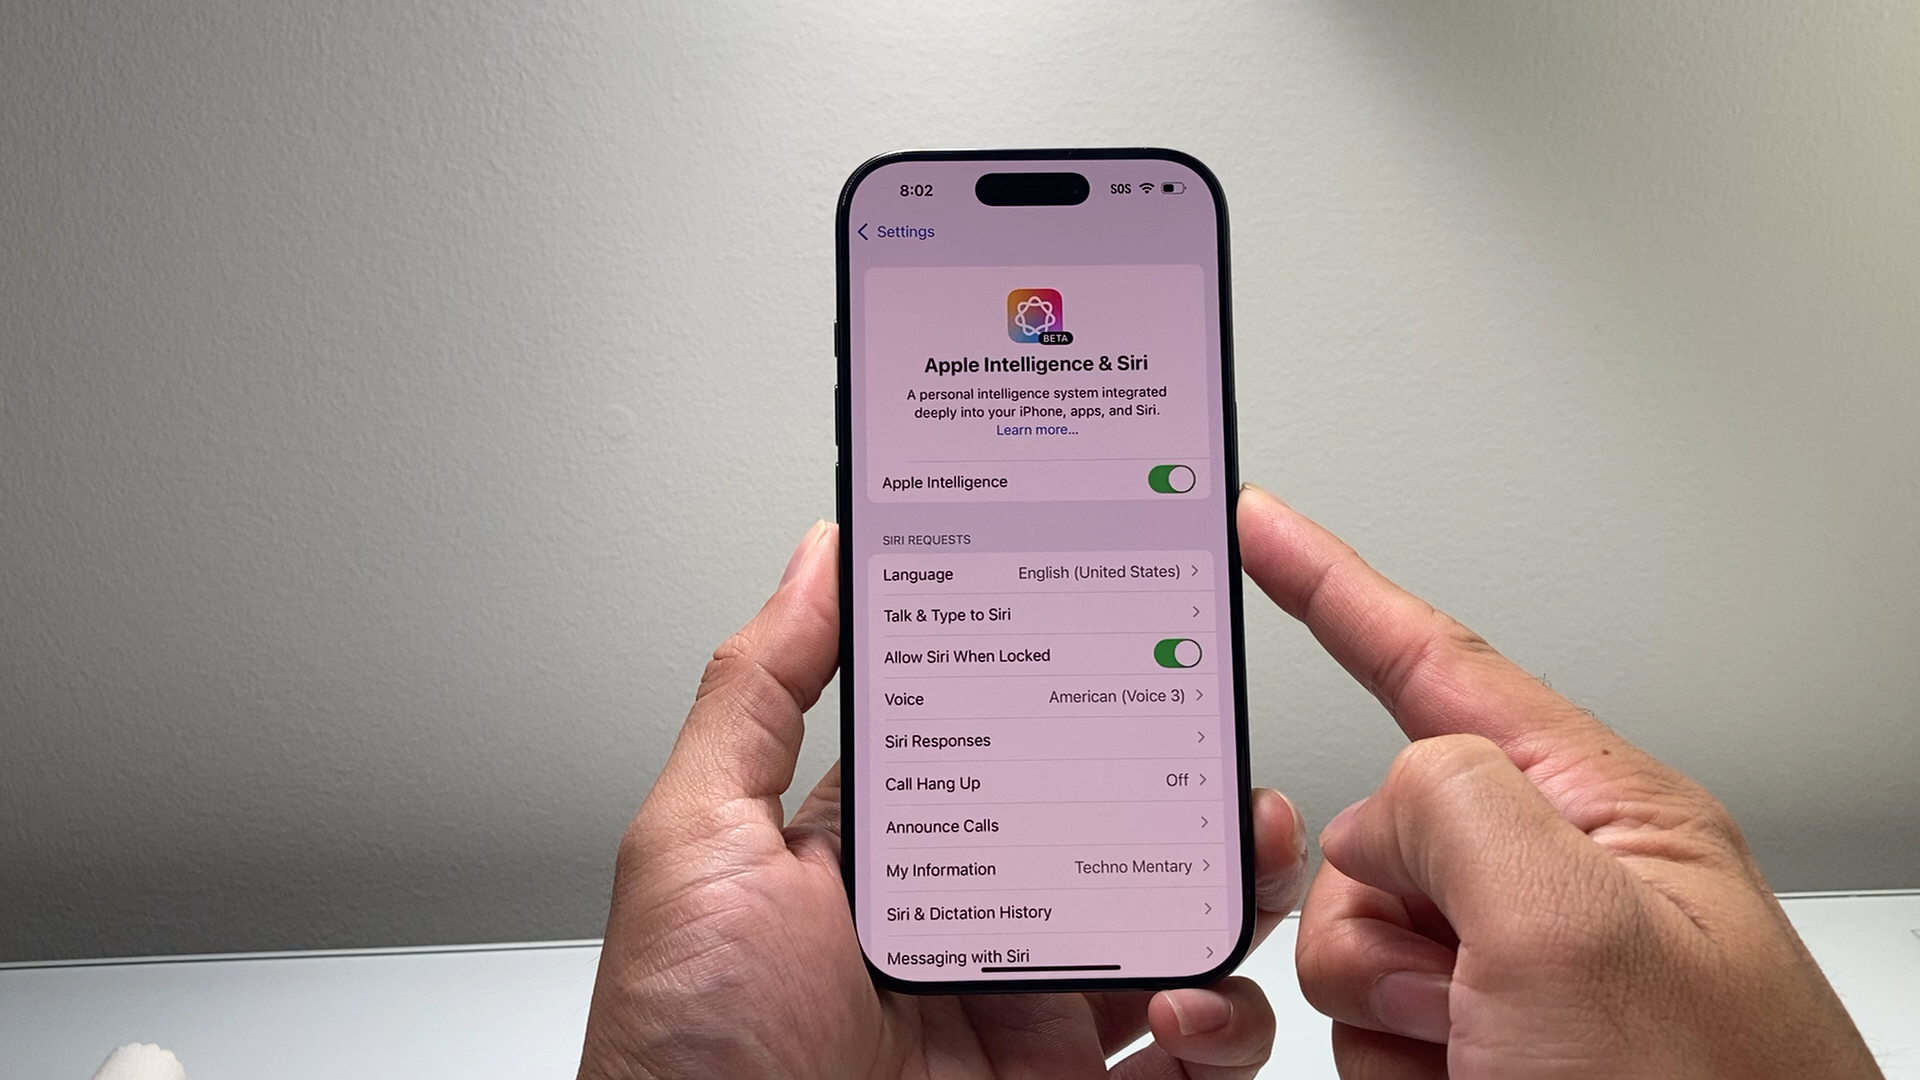 8:02 SOS
Settings
BETA
Apple Intelligence & Siri
A personal intelligence system integrated
deeply into your iPhone, apps, and Siri.
Learn more...
Apple Intelligence
SIRI REQUESTS
Language English (United States)
Talk & Type to Siri
Allow Siri When Locked
Voice American (Voice 3)
Siri Responses
Call Hang Up Off
Announce Calls
My Information Techno Mentary
Siri & Dictation History
Messaging with Siri